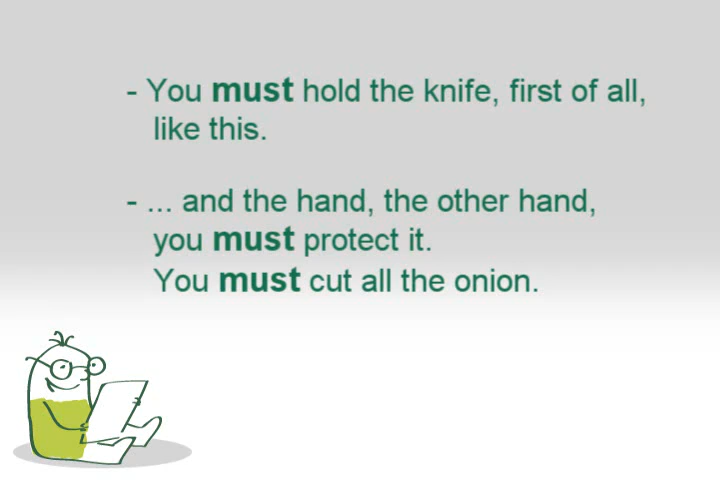 - You must hold the knife, first of all,
like this.
- ... and the hand, the other hand,
you must protect it.
You must cut all the onion.